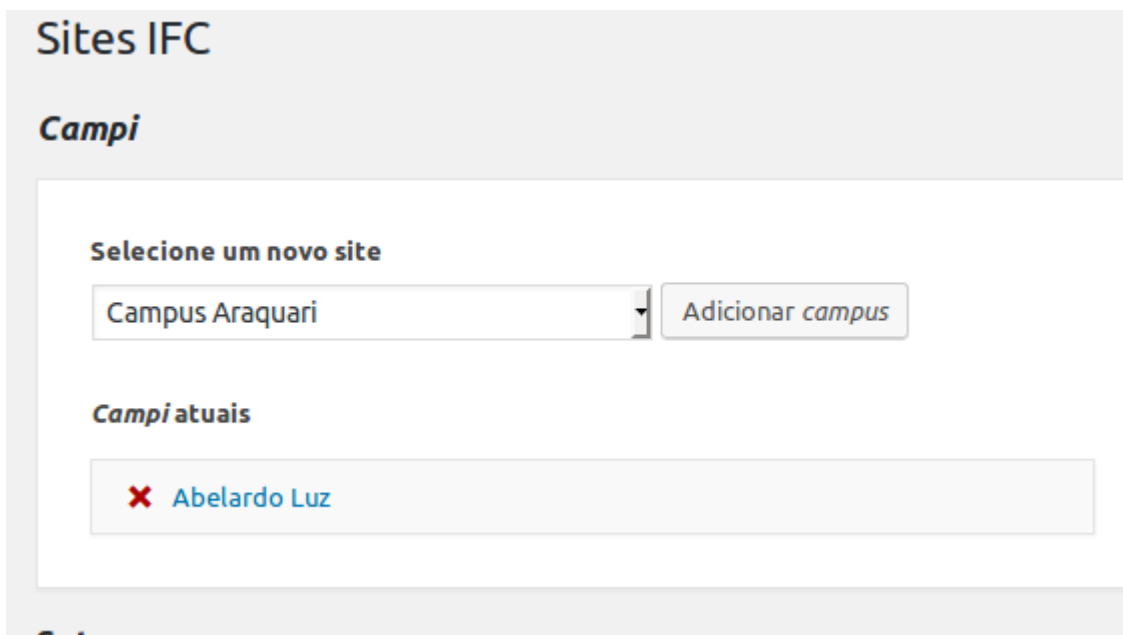 Sites IFC
Campi
Selecione um novo site
Campus Araquari
Adicionar campus
Campi atuais
Abelardo Luz